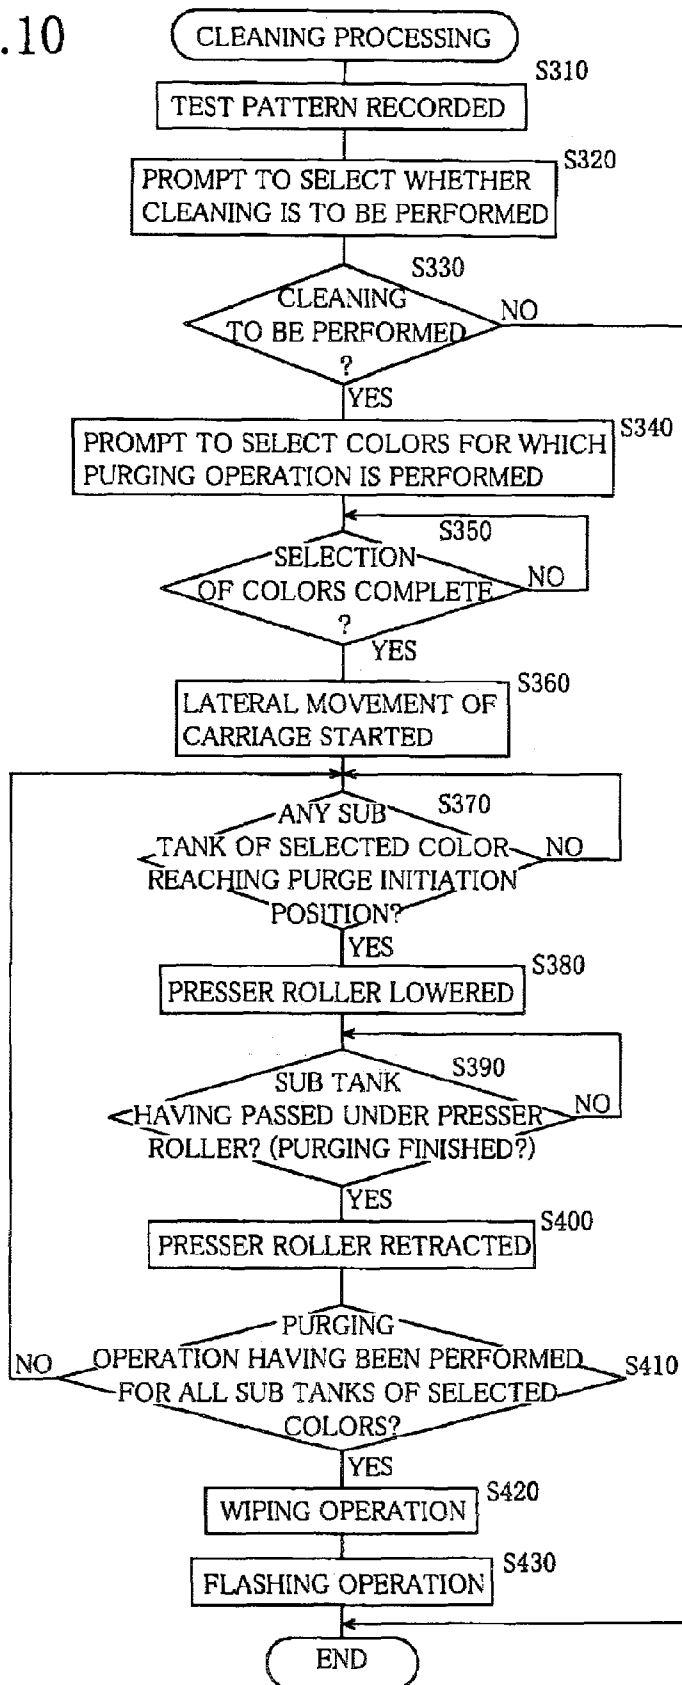 .10
CLEANING PROCESSING
S310
TEST PATTERN RECORDED
S320
PROMPT TO SELECT WHETHER
CLEANING IS TO BE PERFORMED
S330
CLEANING
TO BE PERFORMED
?
NO
YES
S340
PROMPT TO SELECT COLORS FOR WHICH
PURGING OPERATION IS PERFORMED
S350
SELECTION
OF COLORS COMPLETE
?
NO
YES
S360
LATERAL MOVEMENT OF
CARRIAGE STARTED
S370
ANY SUB
TANK OF SELECTED COLOR
REACHING PURGE INITIATION
POSITION?
NO
YES
S380
PRESSER ROLLER LOWERED
S390
SUB TANK
HAVING PASSED UNDER PRESSER
ROLLER? (PURGING FINISHED?)
NO
YES
S400
PRESSER ROLLER RETRACTED
PURGING
OPERATION HAVING BEEN PERFORMED
FOR ALL SUB TANKS OF SELECTED
COLORS?
S410
NO
YES
S420
WIPING OPERATION
S430
FLASHING OPERATION
END